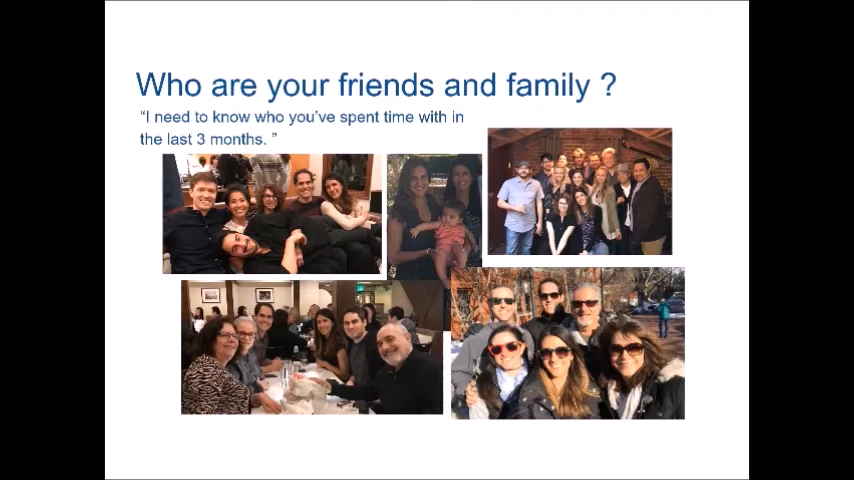 Who are your friends and family ?
“I need to know who you’ve spent time with in
the last 3 months. ”